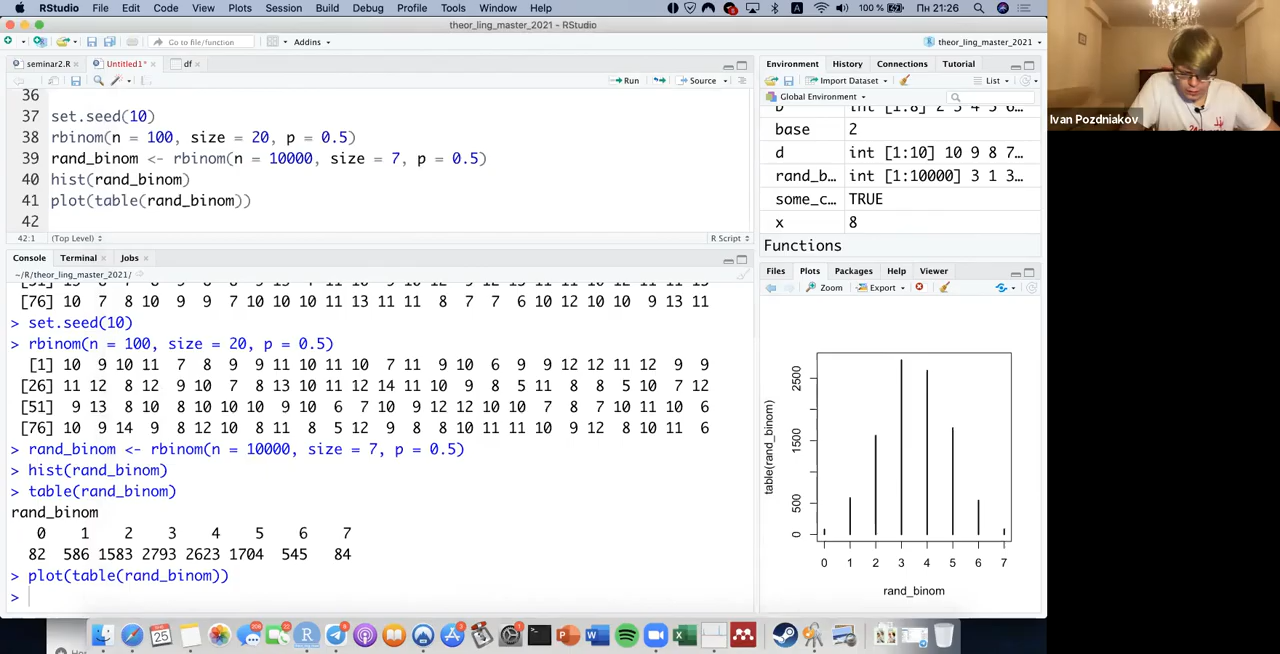 RStudio File Edit Code View Plots Session Build Debug Profile Tools Window Help 100 % Пн 21:26
theor_ling_master_2021 - RStudio
Go to file/function Addins theor_ling_master_2021
seminar2.R Untitled1* df
Run Source
36
37 set.seed(10)
38 rbinom(n = 100, size = 20, p = 0.5)
39 rand_binom <- rbinom(n = 10000, size = 7, p = 0.5)
40 hist(rand_binom)
41 plot(table(rand_binom))
42
42:1 (Top Level) R Script
Console Terminal Jobs
~/R/theor_ling_master_2021/
[76] 10 7 8 10 9 9 7 10 10 10 11 13 11 11 8 7 7 6 10 12 10 10 9 13 11
> set.seed(10)
> rbinom(n = 100, size = 20, p = 0.5)
[1] 10 9 10 11 7 8 9 9 11 10 11 10 7 11 9 10 6 9 9 12 12 11 12 9 9
[26] 11 12 8 12 9 10 7 8 13 10 11 12 14 11 10 9 8 5 11 8 8 5 10 7 12
[51] 9 13 8 10 8 10 10 10 9 10 6 7 10 9 12 12 10 10 7 8 7 10 11 10 6
[76] 10 9 14 9 8 12 10 8 11 8 5 12 9 8 8 10 11 11 10 9 12 8 10 11 6
> rand_binom <- rbinom(n = 10000, size = 7, p = 0.5)
> hist(rand_binom)
> table(rand_binom)
rand_binom
0 1 2 3 4 5 6 7
82 586 1583 2793 2623 1704 545 84
> plot(table(rand_binom))
>
Environment History Connections Tutorial
Import Dataset List
Global Environment
base 2
d int [1:10] 10 9 8 7…
rand_b… int [1:10000] 3 1 3…
some_c… TRUE
x 8
Functions
Files Plots Packages Help Viewer
Zoom Export
table(rand_binom)
2500
1500
500
0
0 1 2 3 4 5 6 7
rand_binom
Ivan Pozdniakov